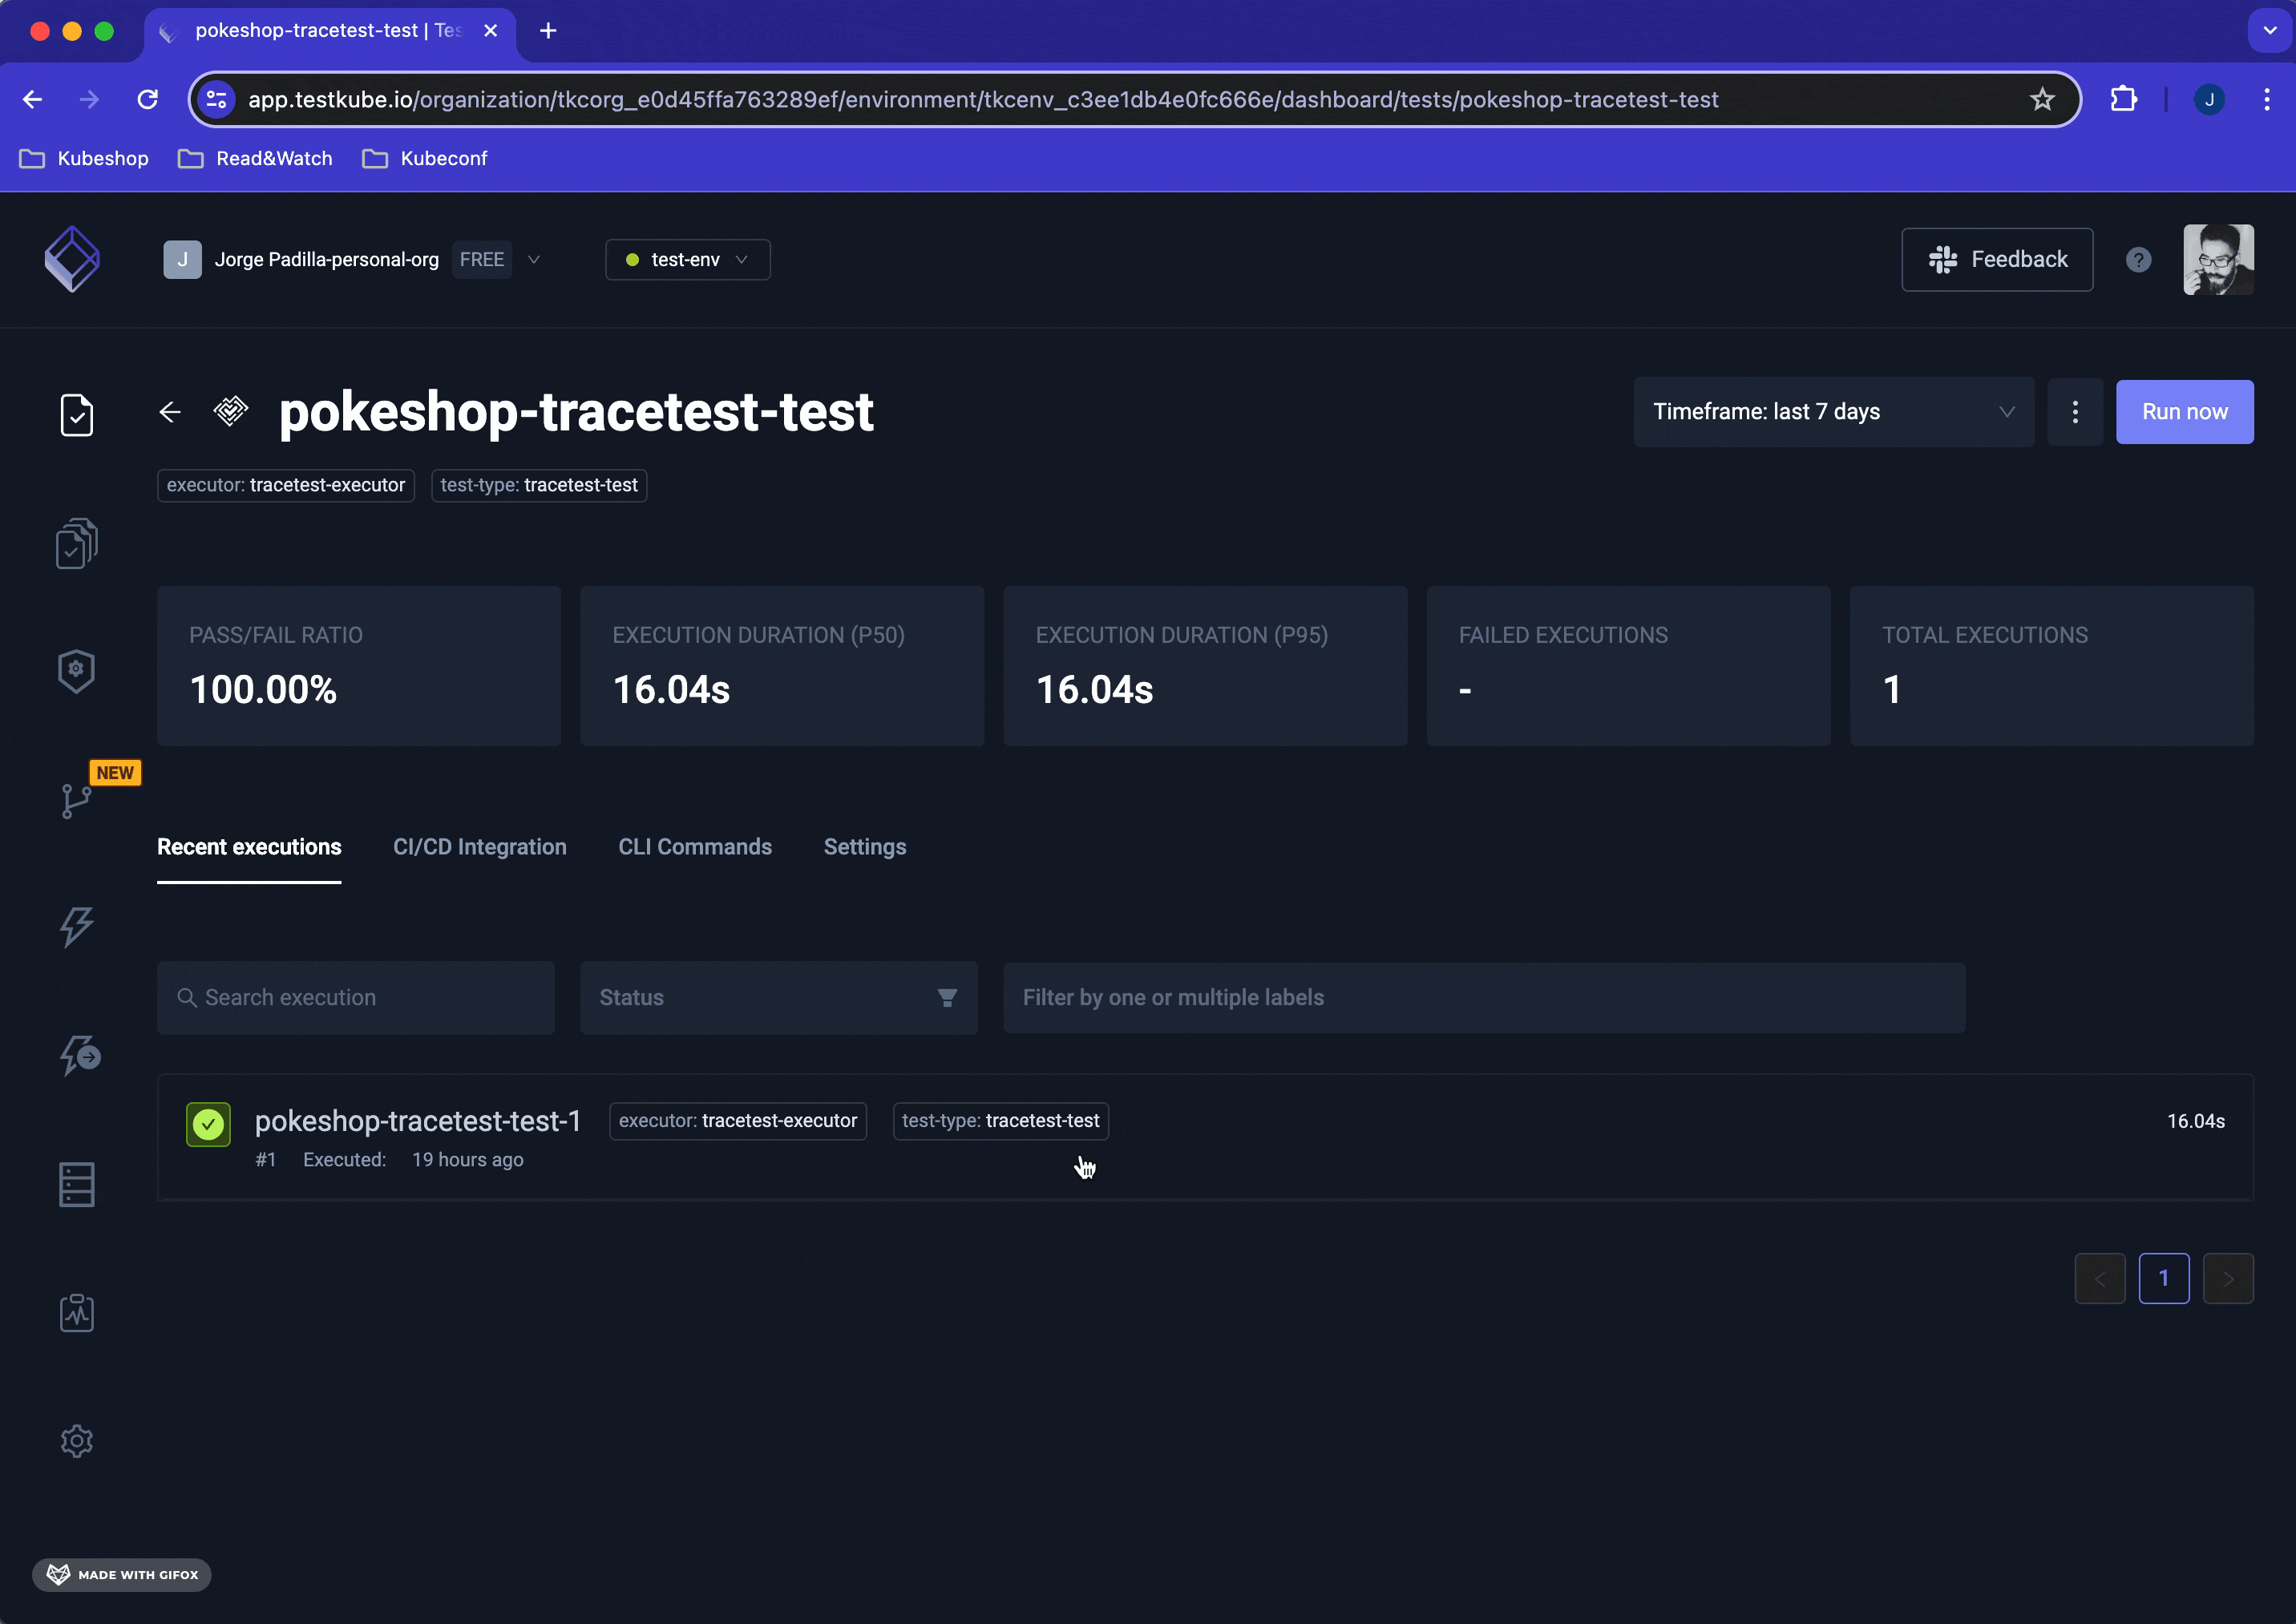 pokeshop-tracetest-test | Tes
app.testkube.io/organization/tkcorg_e0d45ffa763289ef/environment/tkcenv_c3ee1db4e0fc666e/dashboard/tests/pokeshop-tracetest-test
J
Kubeshop
Read&Watch
Kubeconf
J
Jorge Padilla-personal-org
FREE
test-env
Feedback
?
pokeshop-tracetest-test
Timeframe: last 7 days
Run now
executor: tracetest-executor
test-type: tracetest-test
PASS/FAIL RATIO
100.00%
EXECUTION DURATION (P50)
16.04s
EXECUTION DURATION (P95)
16.04s
FAILED EXECUTIONS
-
TOTAL EXECUTIONS
1
NEW
Recent executions
CI/CD Integration
CLI Commands
Settings
Search execution
Status
Filter by one or multiple labels
pokeshop-tracetest-test-1
executor: tracetest-executor
test-type: tracetest-test
16.04s
#1 Executed: 19 hours ago
< 1 >
MADE WITH GIFOX